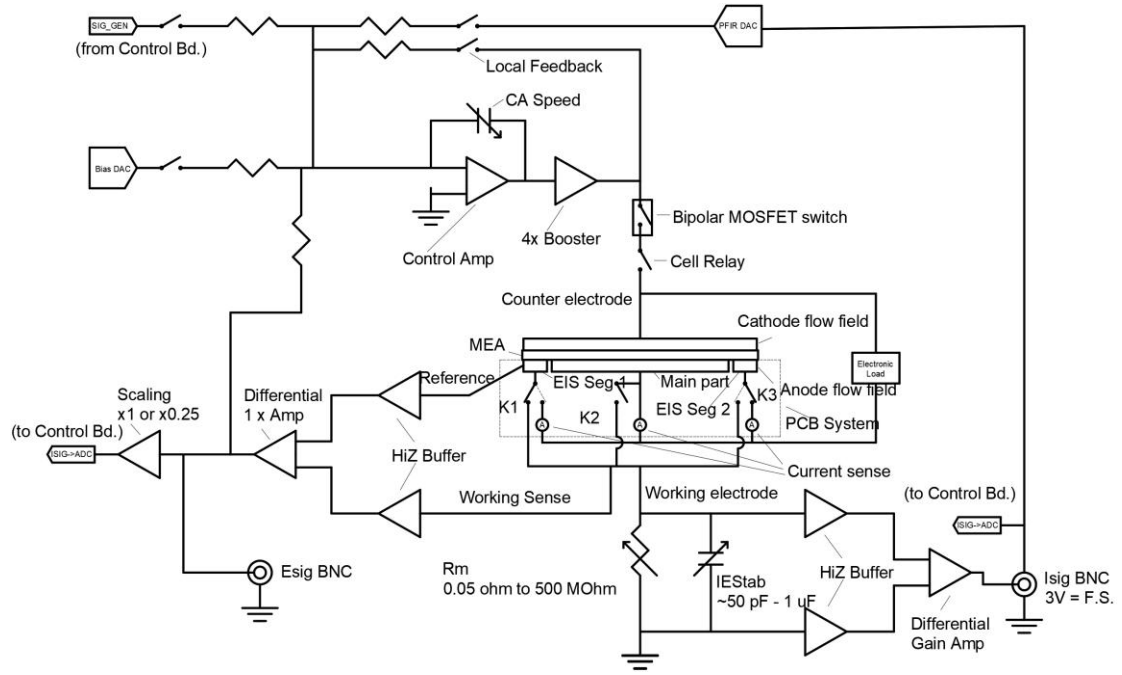 SIG_GEN
PFIR DAC
(from Control Bd.)
Local Feedback
CA Speed
Bias DAC
Bipolar MOSFET switch
4x Booster
Control Amp
Cell Relay
Counter electrode
Cathode flow field
MEA
Electronic
Load
Reference
EIS Seg 1
Main part
Anode flow field
K1
K2
EIS Seg 2
K3
PCB System
A
A
A
Scaling
x1 or x0.25
Differential
1 x Amp
(to Control Bd.)
ISIG->ADC
HiZ Buffer
Current sense
Working Sense
Working electrode
(to Control Bd.)
ISIG->ADC
Esig BNC
Rm
0.05 ohm to 500 MOhm
IEStab
~50 pF - 1 uF
HiZ Buffer
Isig BNC
3V = F.S.
Differential
Gain Amp